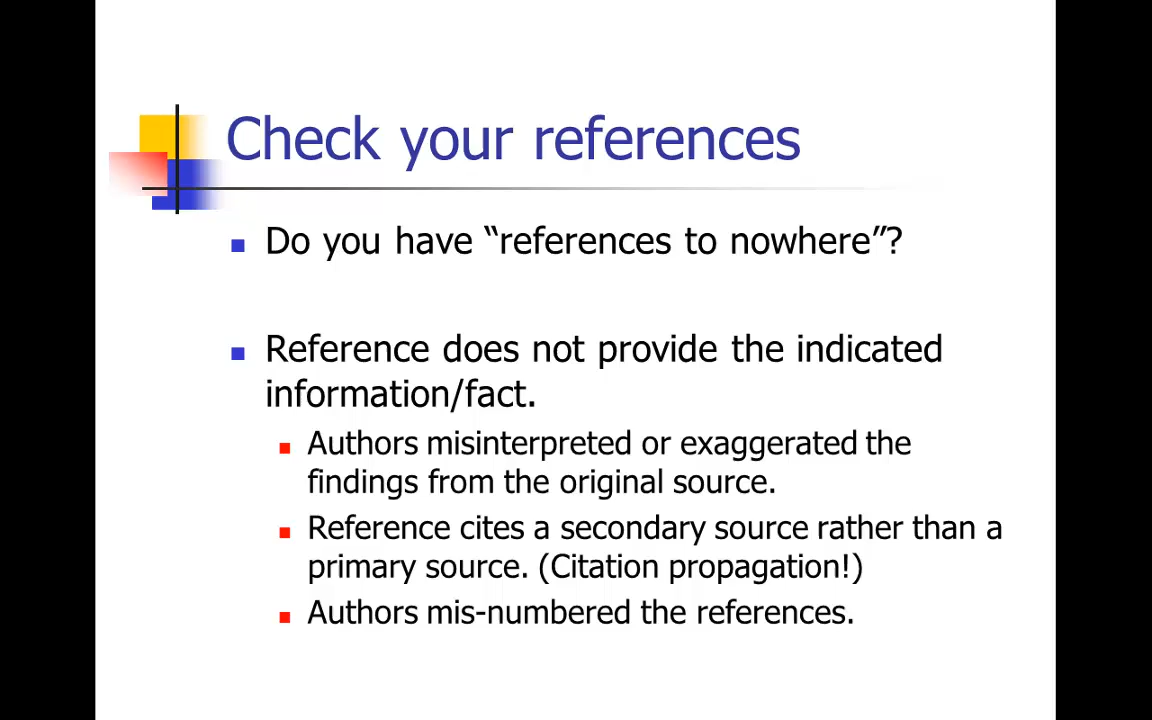 Check your references
Do you have “references to nowhere”?
Reference does not provide the indicated
information/fact.
Authors misinterpreted or exaggerated the
findings from the original source.
Reference cites a secondary source rather than a
primary source. (Citation propagation!)
Authors mis-numbered the references.